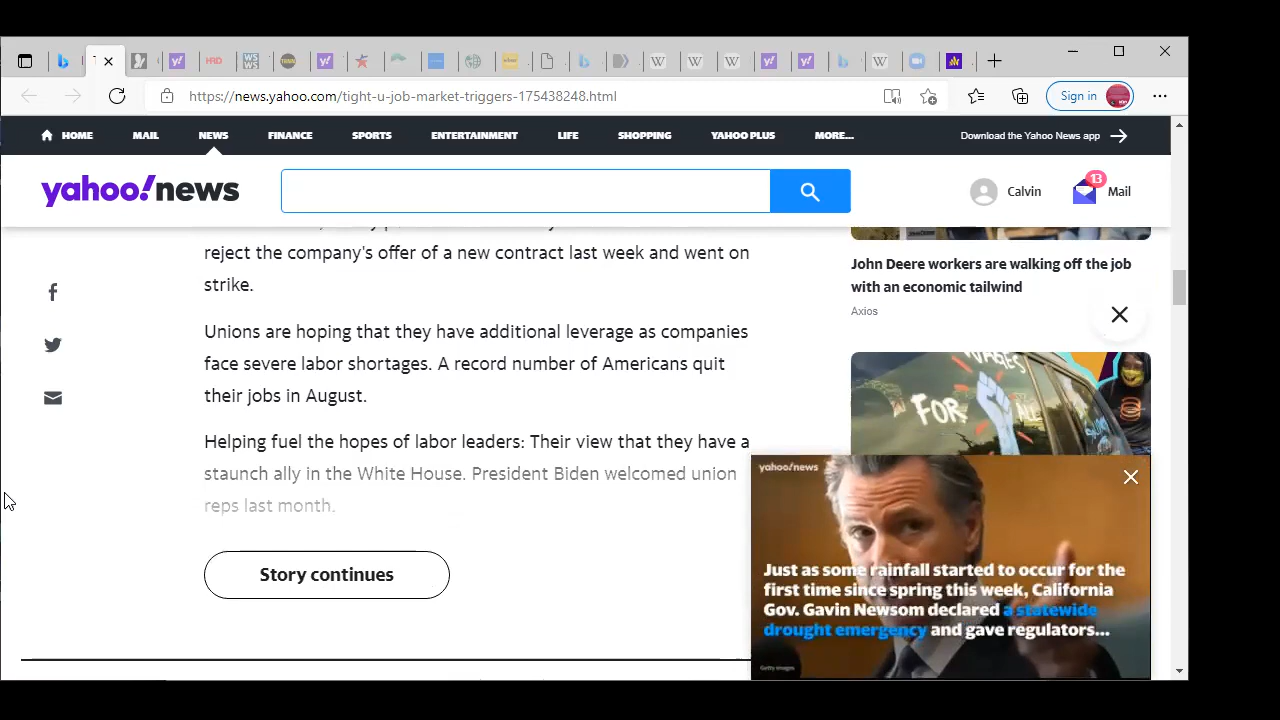 https://news.yahoo.com/tight-u-job-market-triggers-175438248.html
Sign in
HOME MAIL NEWS FINANCE SPORTS ENTERTAINMENT LIFE SHOPPING YAHOO PLUS MORE...
Download the Yahoo News app
yahoo!news
Calvin
13
Mail
reject the company's offer of a new contract last week and went on
strike.
Unions are hoping that they have additional leverage as companies
face severe labor shortages. A record number of Americans quit
their jobs in August.
Helping fuel the hopes of labor leaders: Their view that they have a
staunch ally in the White House. President Biden welcomed union
reps last month.
Story continues
John Deere workers are walking off the job
with an economic tailwind
Axios
WAGES
FOR
ALL
yahoo!news
Just as some rainfall started to occur for the
first time since spring this week, California
Gov. Gavin Newsom declared a statewide
drought emergency and gave regulators...
Getty Images